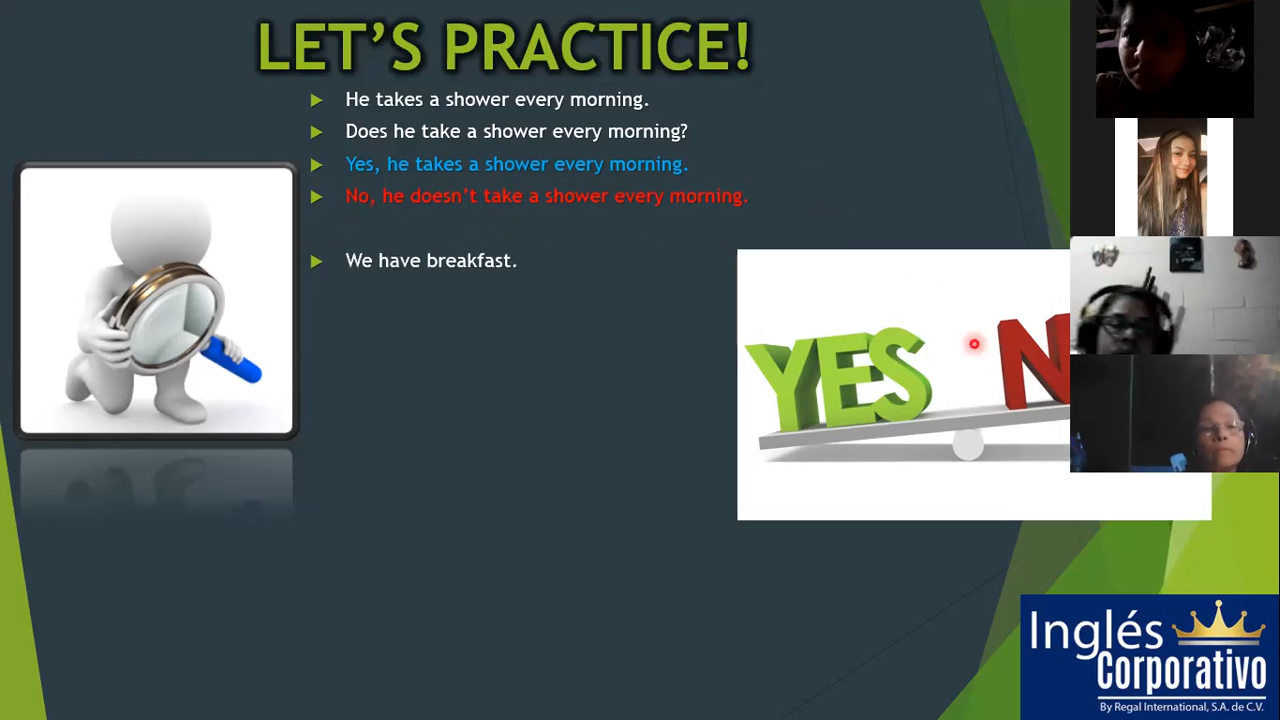 LET'S PRACTICE!
He takes a shower every morning.
Does he take a shower every morning?
Yes, he takes a shower every morning.
No, he doesn't take a shower every morning.
We have breakfast.
YES N
Inglés
Corporativo
By Regal International, S.A. de C.V.